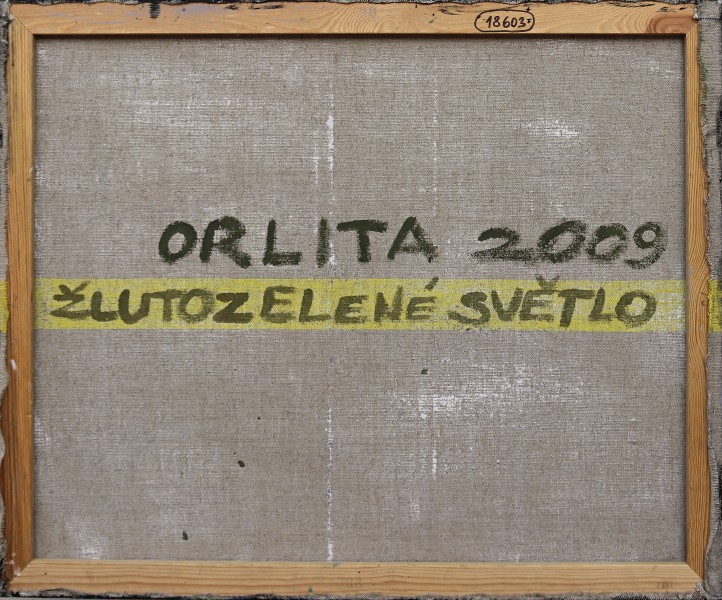 18603
ORLITA 2009
ŽLUTOZELENÉ SVĚTLO